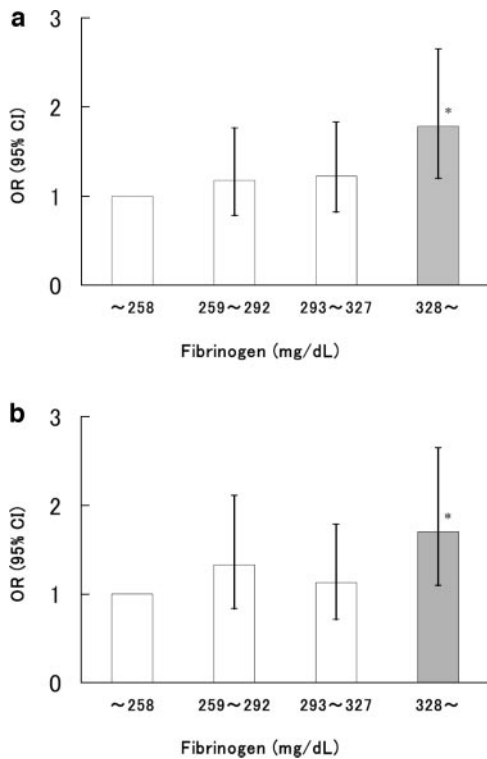 a
3
2
1
0
OR (95% CI)
*
~258 259~292 293~327 328~
Fibrinogen (mg/dL)
b
3
2
1
0
OR (95% CI)
*
~258 259~292 293~327 328~
Fibrinogen (mg/dL)